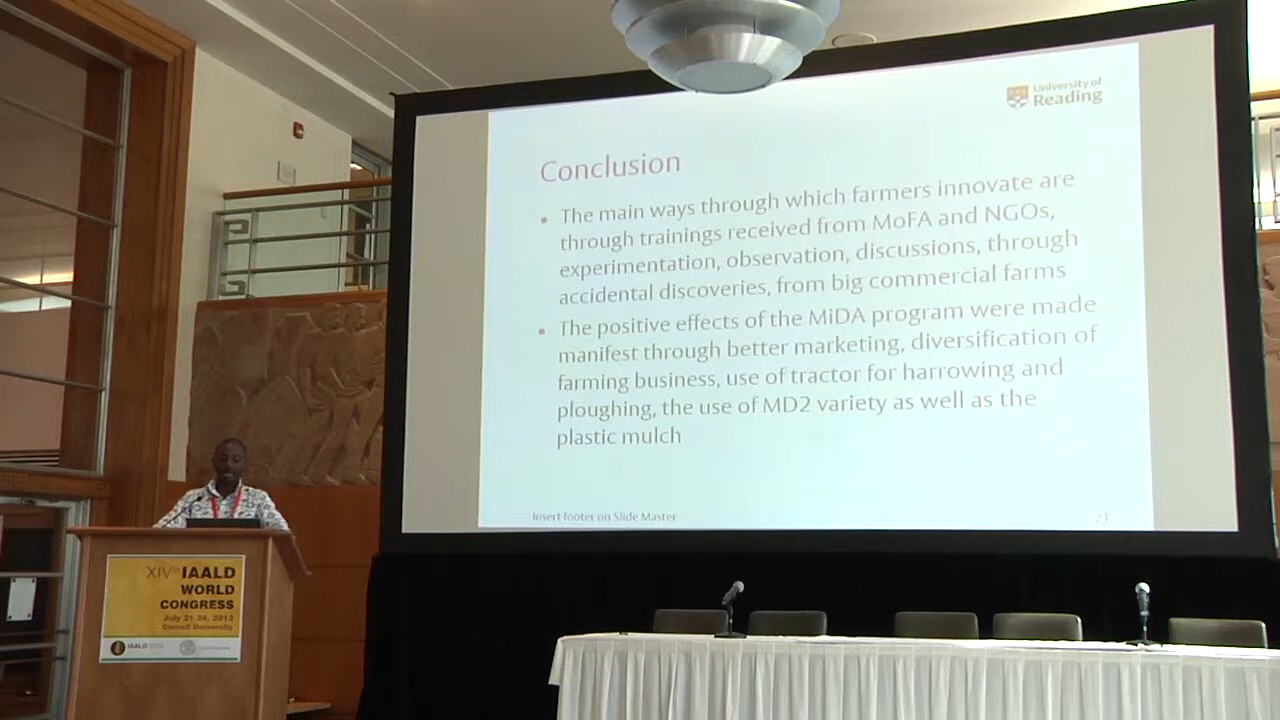 University of
Reading
Conclusion
• The main ways through which farmers innovate are
through trainings received from MoFA and NGOs,
experimentation, observation, discussions, through
accidental discoveries, from big commercial farms
• The positive effects of the MiDA program were made
manifest through better marketing, diversification of
farming business, use of tractor for harrowing and
ploughing, the use of MD2 variety as well as the
plastic mulch
Insert footer on Slide Master
21
XIVth IAALD
WORLD
CONGRESS
July 21-24, 2013
Cornell University
IAALD